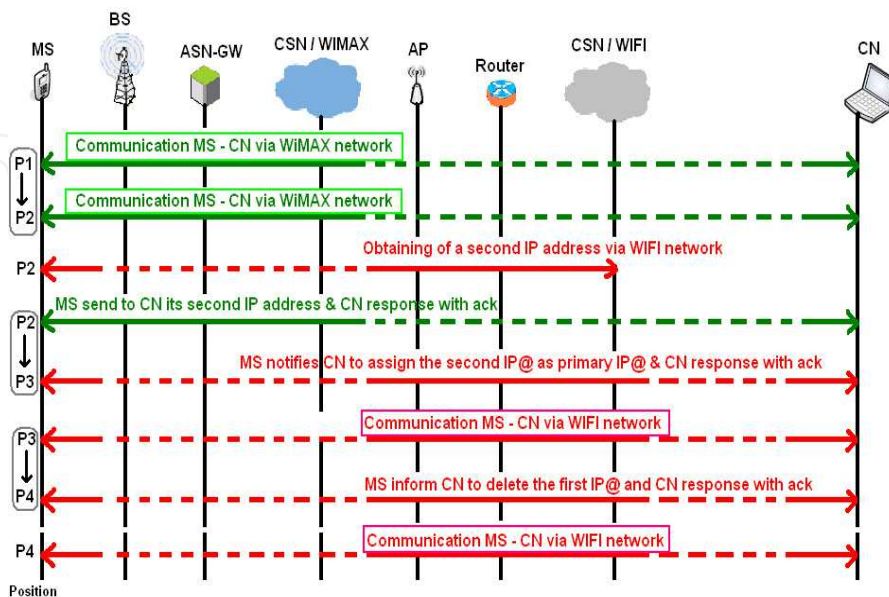 BS
MS
ASN-GW
CSN / WIMAX
AP
Router
CSN / WIFI
CN
P1
Communication MS - CN via WiMAX network
P2
Communication MS - CN via WiMAX network
Obtaining of a second IP address via WIFI network
P2
MS send to CN its second IP address & CN response with ack
P2
MS notifies CN to assign the second IP@ as primary IP@ & CN response with ack
P3
Communication MS - CN via WIFI network
P3
MS inform CN to delete the first IP@ and CN response with ack
P4
Communication MS - CN via WIFI network
P4
Position